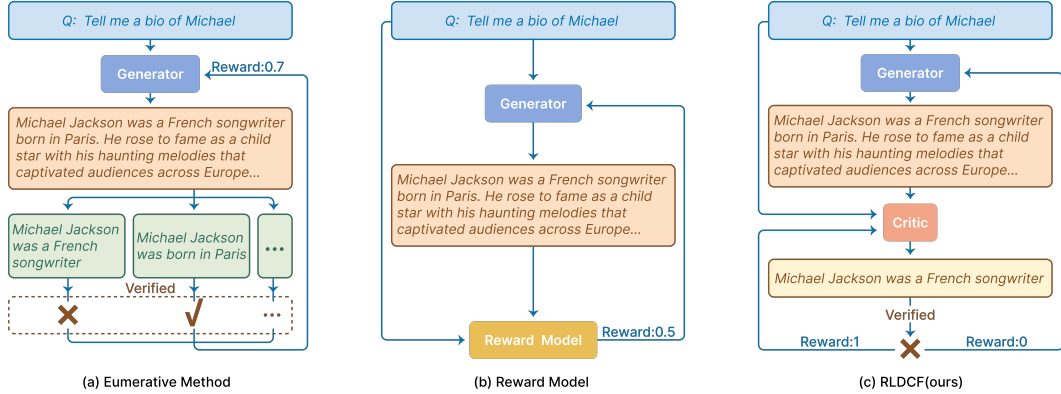 Q: Tell me a bio of Michael
Generator
Reward:0.7
Michael Jackson was a French songwriter
born in Paris. He rose to fame as a child
star with his haunting melodies that
captivated audiences across Europe...
Michael Jackson
was a French
songwriter
Michael Jackson
was born in Paris
...
Verified
...
(a) Eumerative Method
Q: Tell me a bio of Michael
Generator
Michael Jackson was a French songwriter
born in Paris. He rose to fame as a child
star with his haunting melodies that
captivated audiences across Europe...
Reward Model
Reward:0.5
(b) Reward Model
Q: Tell me a bio of Michael
Generator
Michael Jackson was a French songwriter
born in Paris. He rose to fame as a child
star with his haunting melodies that
captivated audiences across Europe...
Critic
Michael Jackson was a French songwriter
Verified
Reward:1
Reward:0
(c) RLDCF(ours)